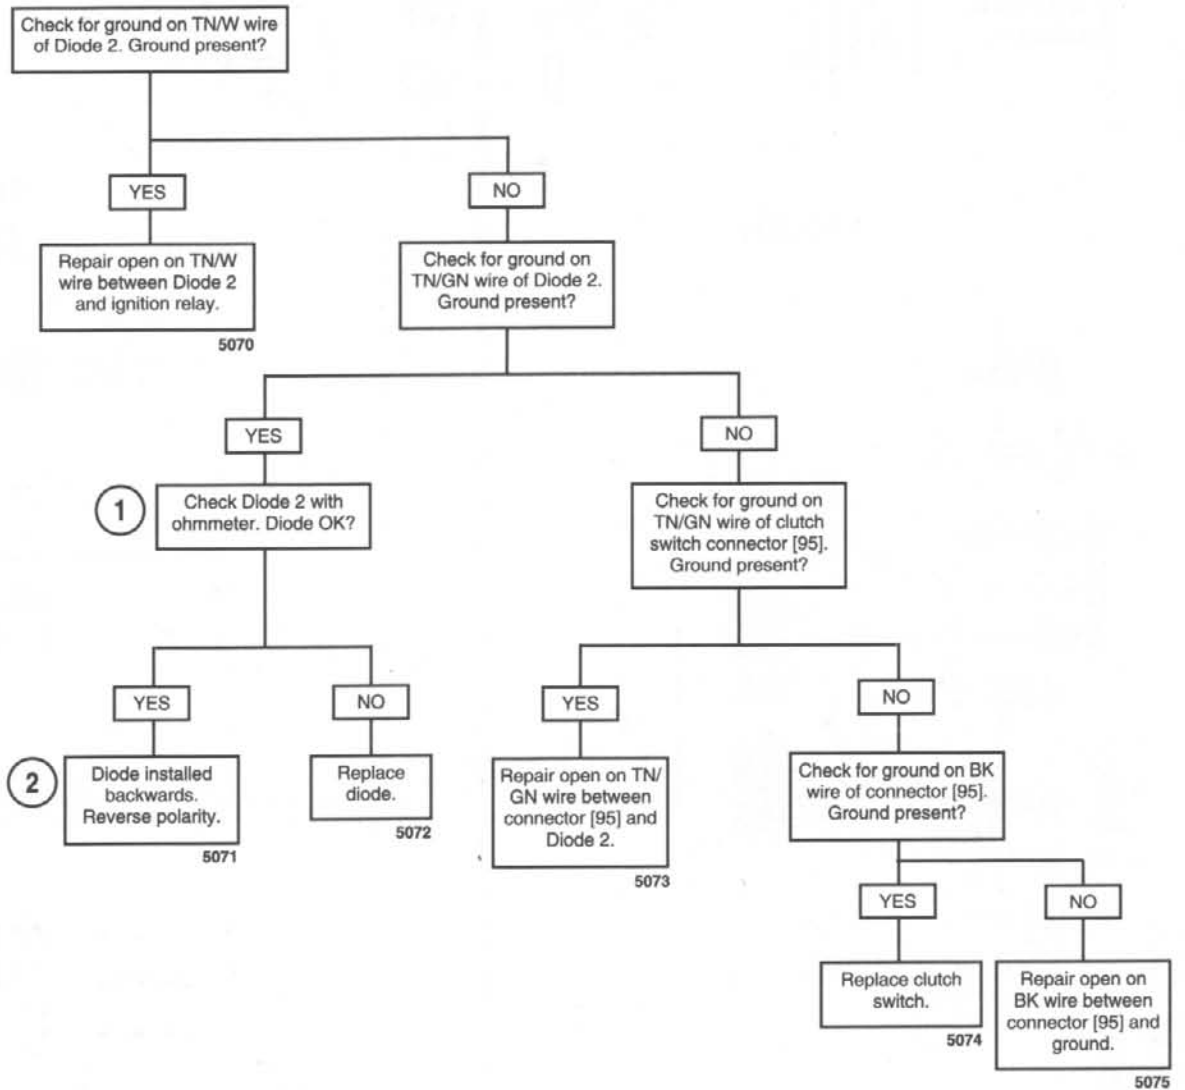 Check for ground on TN/W wire
of Diode 2. Ground present?
YES
NO
Repair open on TN/W
wire between Diode 2
and ignition relay.
5070
Check for ground on
TN/GN wire of Diode 2.
Ground present?
YES
NO
1
Check Diode 2 with
ohmmeter. Diode OK?
Check for ground on
TN/GN wire of clutch
switch connector [95].
Ground present?
YES
NO
YES
NO
2
Diode installed
backwards.
Reverse polarity.
5071
Replace
diode.
5072
Repair open on TN/
GN wire between
connector [95] and
Diode 2.
5073
Check for ground on BK
wire of connector [95].
Ground present?
YES
NO
Replace clutch
switch.
5074
Repair open on
BK wire between
connector [95] and
ground.
5075